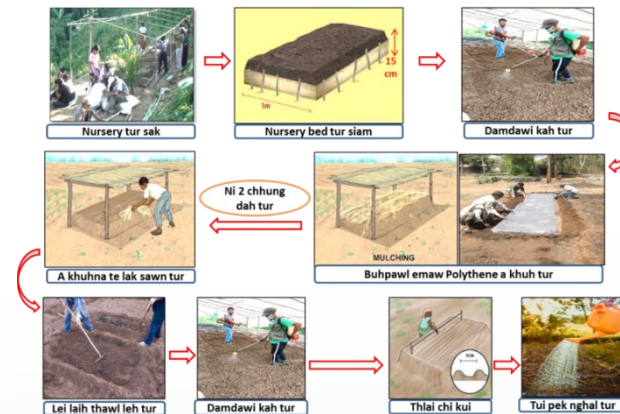 Nursery tur sak
15
cm
1m
Nursery bed tur siam
Damdawi kah tur
Buhpawl emaw Polythene a khuh tur
MULCHING
Ni 2 chhung
dah tur
A khuhna te lak sawn tur
Lei laih thawl leh tur
Damdawi kah tur
Thlai chi kui
Tui pek nghal tur